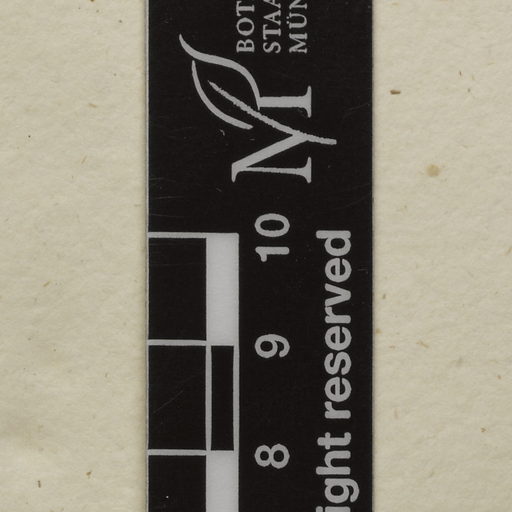 BOT
STAA
MÜN
M
10
9
8
ight reserved